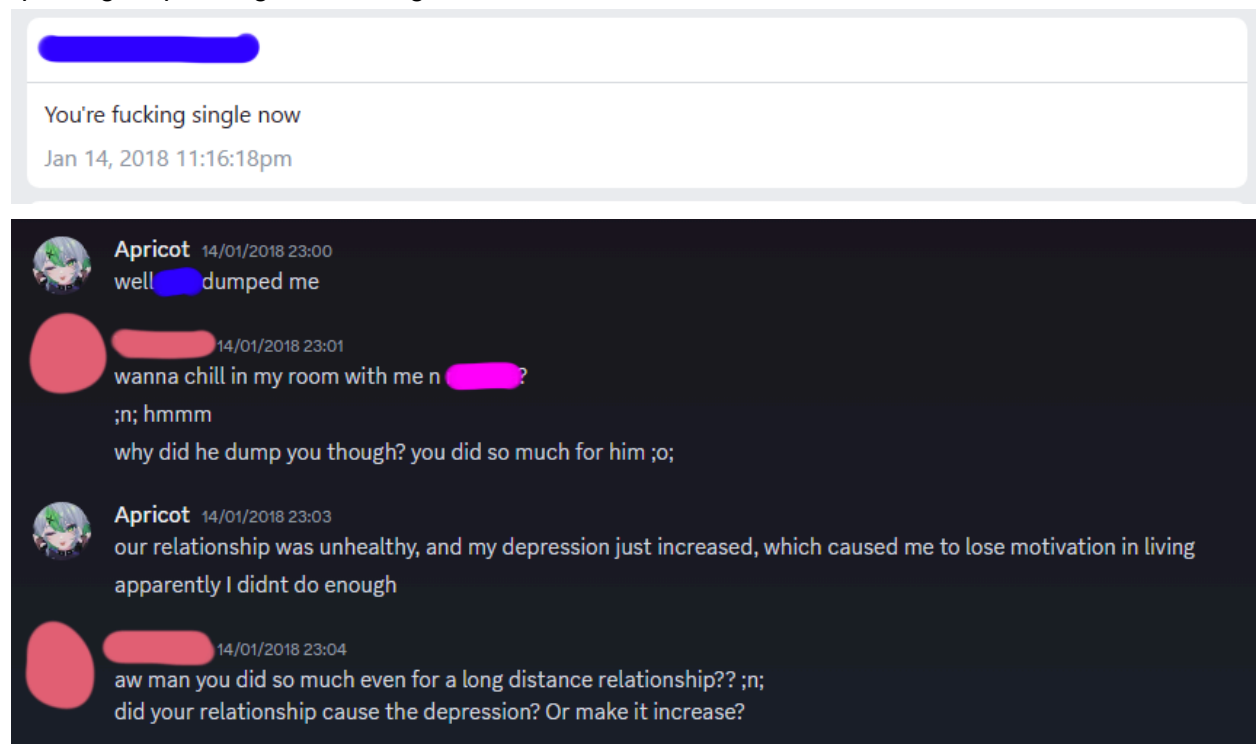 You're fucking single now
Jan 14, 2018 11:16:18pm
Apricot 14/01/2018 23:00
well dumped me
14/01/2018 23:01
wanna chill in my room with me n ?
;n; hmmm
why did he dump you though? you did so much for him ;o;
Apricot 14/01/2018 23:03
our relationship was unhealthy, and my depression just increased, which caused me to lose motivation in living
apparently I didnt do enough
14/01/2018 23:04
aw man you did so much even for a long distance relationship?? ;n;
did your relationship cause the depression? Or make it increase?